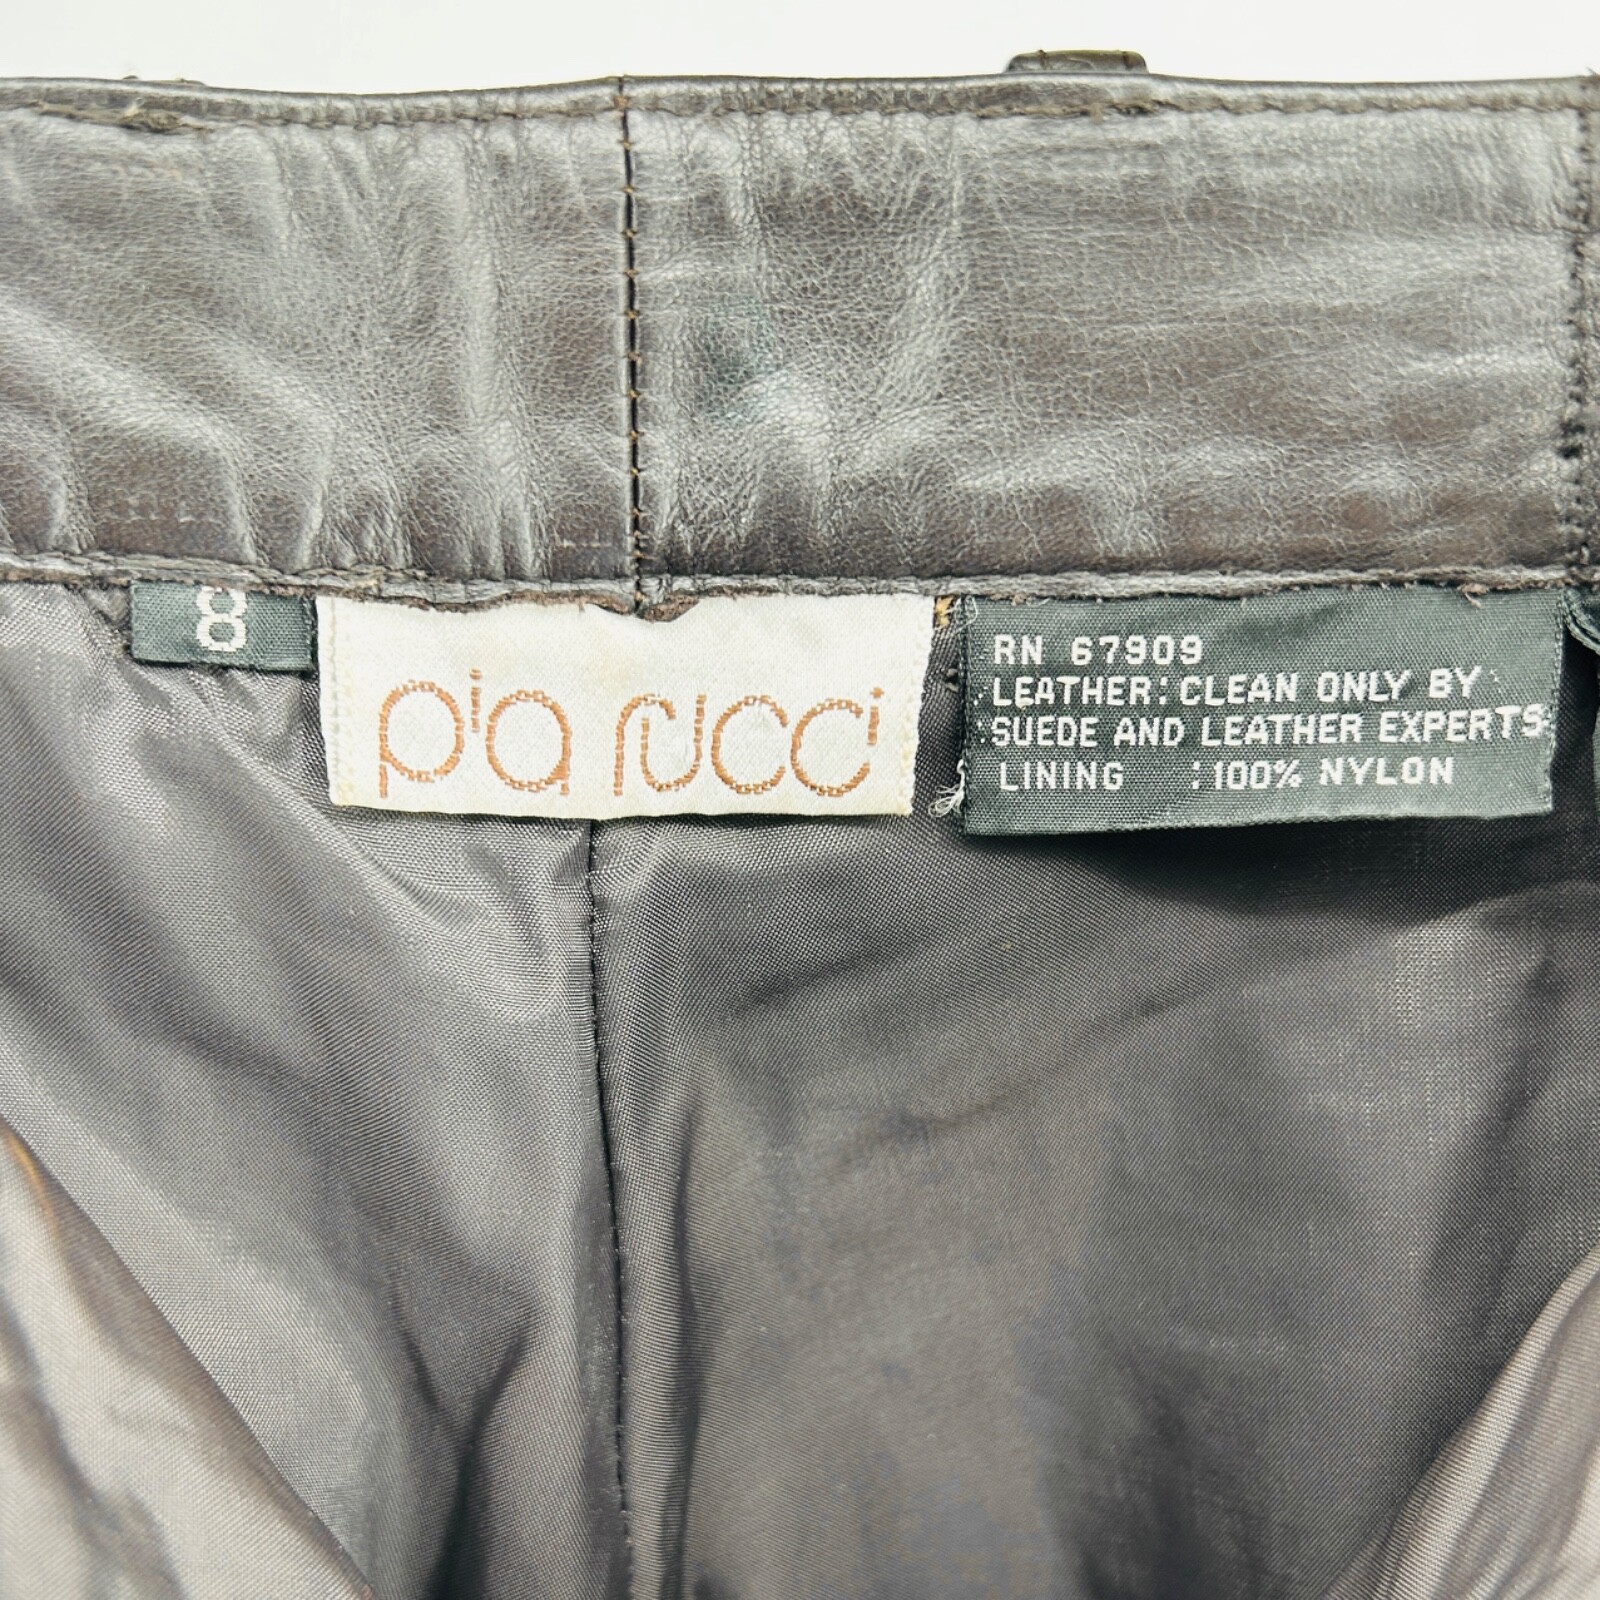 8
pia rucci
RN 67909
LEATHER: CLEAN ONLY BY
SUEDE AND LEATHER EXPERTS
LINING :100% NYLON